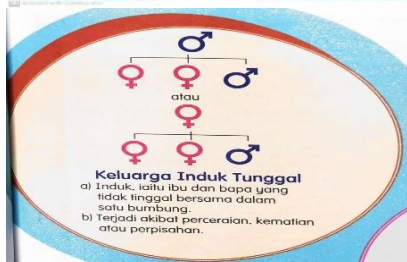 atau
Keluarga Induk Tunggal
a) Induk, iaitu ibu dan bapa yang
tidak tinggal bersama dalam
satu bumbung.
b) Terjadi akibat perceraian, kematian
atau perpisahan.